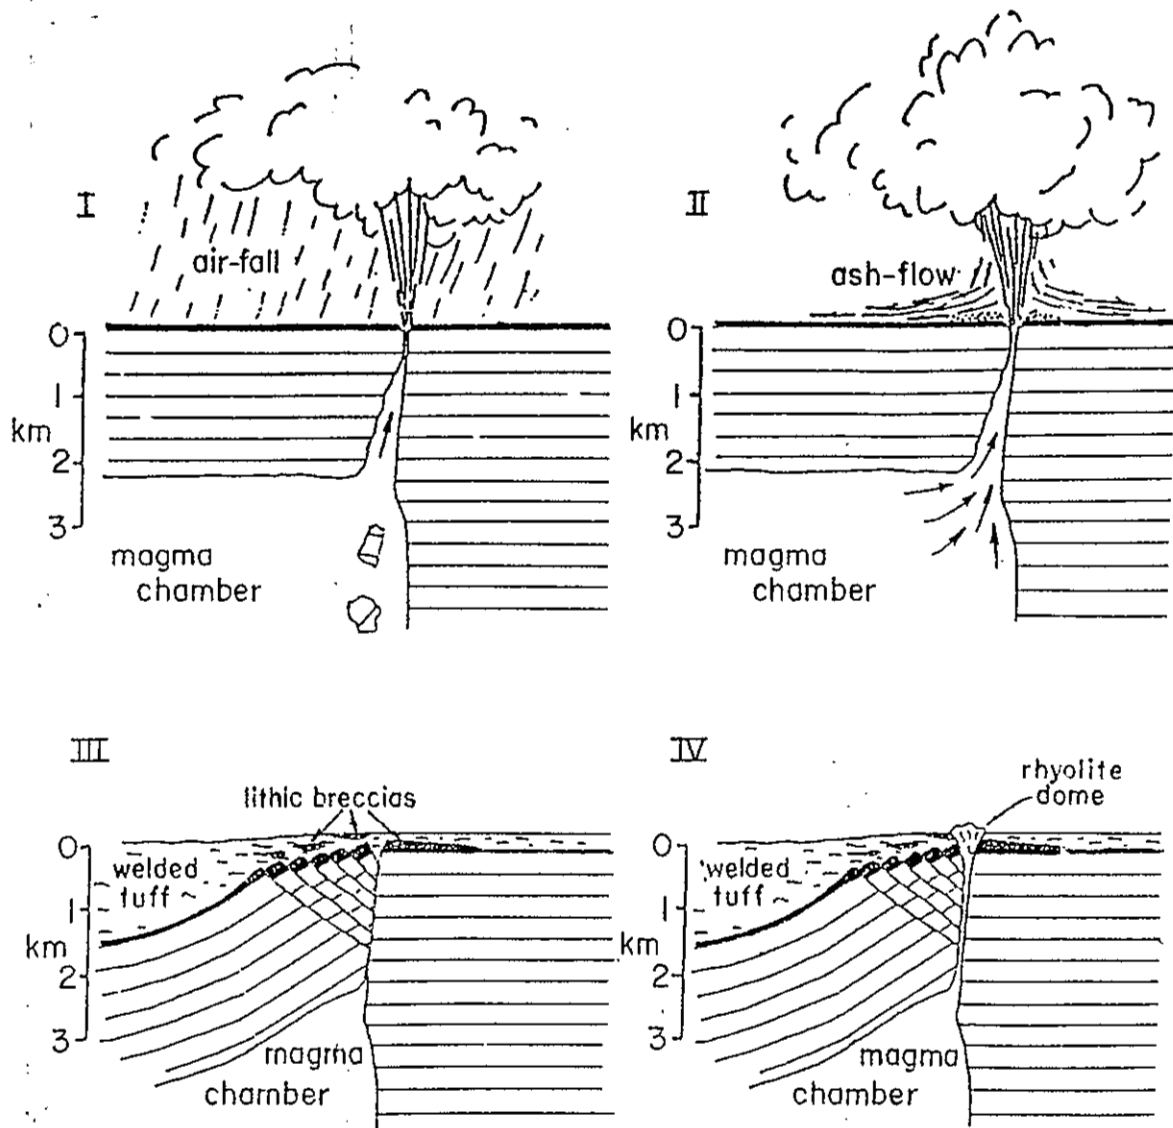 I
air-fall
0
1
km
2
3
magma
chamber
II
ash-flow
0
1
km
2
3
magma
chamber
III
lithic breccias
0
welded
tuff ~
1
km
2
3
magma
chamber
IV
rhyolite
dome
0
welded
tuff ~
1
km
2
3
magma
chamber